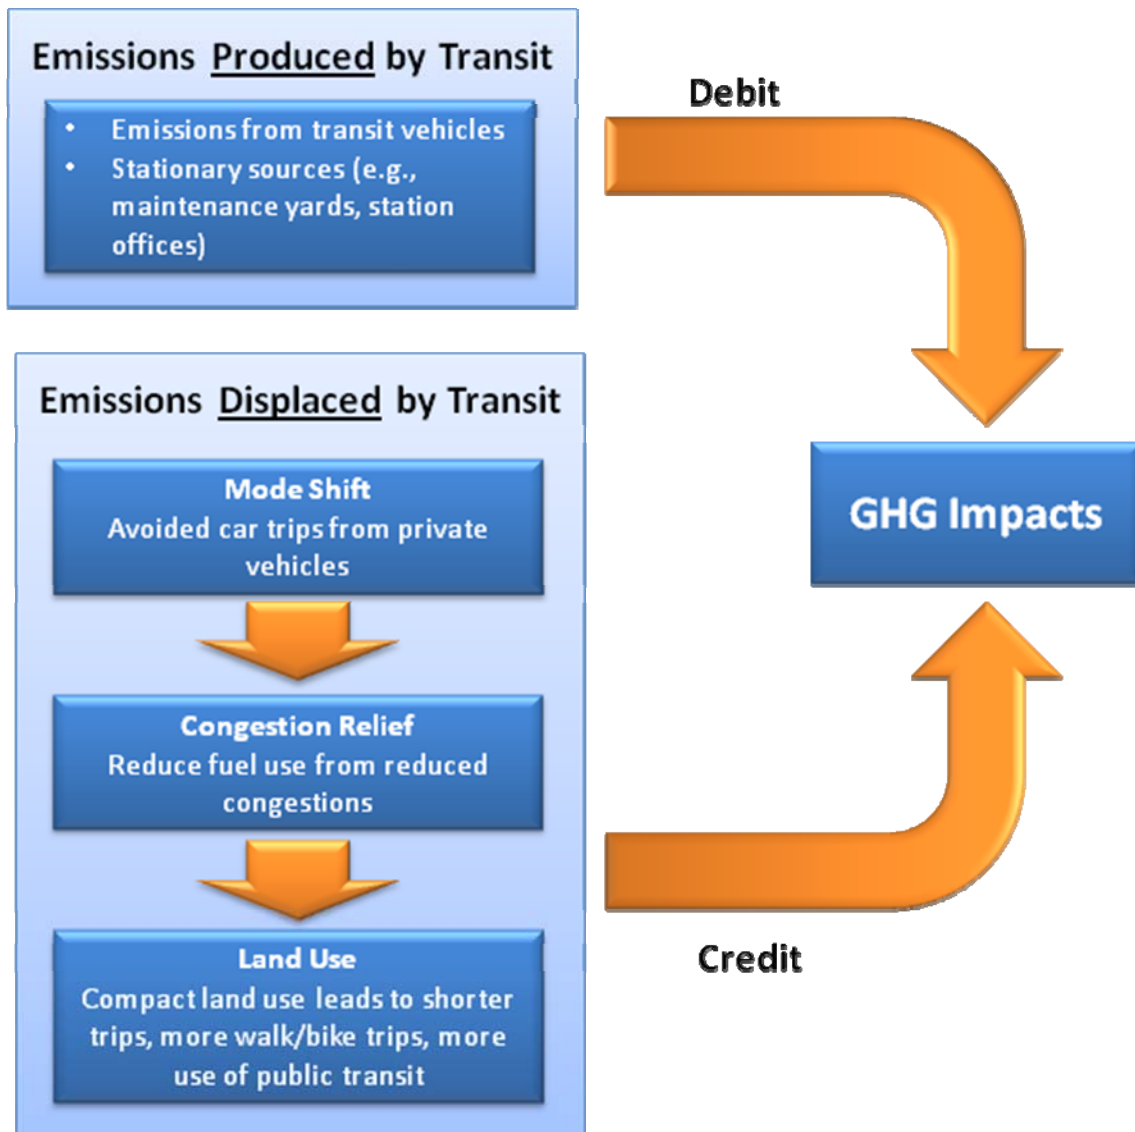 Emissions Produced by Transit
• Emissions from transit vehicles
• Stationary sources (e.g.,
maintenance yards, station
offices)
Debit
Emissions Displaced by Transit
Mode Shift
Avoided car trips from private
vehicles
Congestion Relief
Reduce fuel use from reduced
congestions
Land Use
Compact land use leads to shorter
trips, more walk/bike trips, more
use of public transit
GHG Impacts
Credit